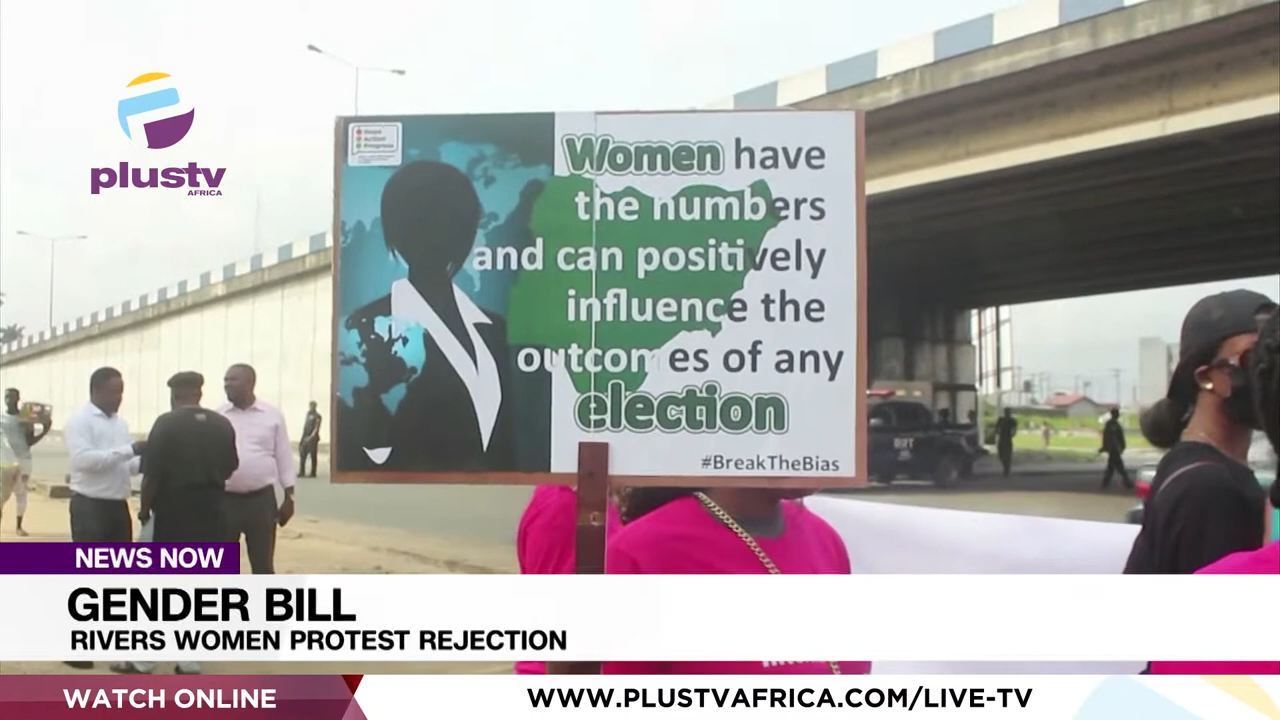 plustv
AFRICA
Women have
the numbers
and can positively
influence the
outcomes of any
election
#BreakTheBias
NEWS NOW
GENDER BILL
RIVERS WOMEN PROTEST REJECTION
WATCH ONLINE
WWW.PLUSTVAFRICA.COM/LIVE-TV